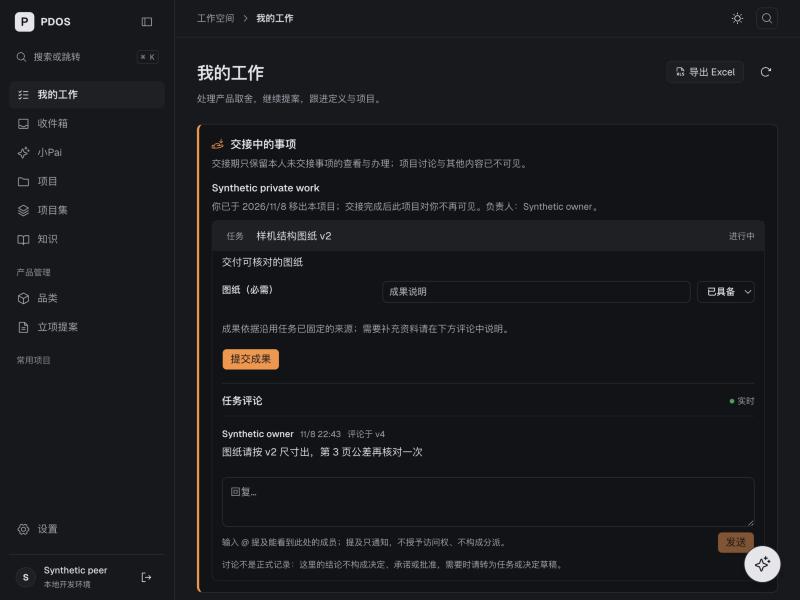 P PDOS
搜索或跳转 ⌘ K
我的工作
收件箱
小Pai
项目
项目集
知识
产品管理
品类
立项提案
常用项目
设置
S Synthetic peer
本地开发环境
工作空间 > 我的工作
我的工作
导出 Excel
处理产品取舍，继续提案，跟进定义与项目。
交接中的事项
交接期只保留本人未交接事项的查看与办理；项目讨论与其他内容已不可见。
Synthetic private work
你已于 2026/11/8 移出本项目；交接完成后此项目对你不再可见。负责人：Synthetic owner。
任务 样机结构图纸 v2 进行中
交付可核对的图纸
图纸（必需） 成果说明 已具备
成果依据沿用任务已固定的来源；需要补充资料请在下方评论中说明。
提交成果
任务评论 实时
Synthetic owner 11/8 22:43 评论于 v4
图纸请按 v2 尺寸出，第 3 页公差再核对一次
回复…
输入 @ 提及能看到此处的成员；提及只通知，不授予访问权、不构成分派。
发送
讨论不是正式记录：这里的结论不构成决定、承诺或批准，需要时请转为任务或决定草稿。